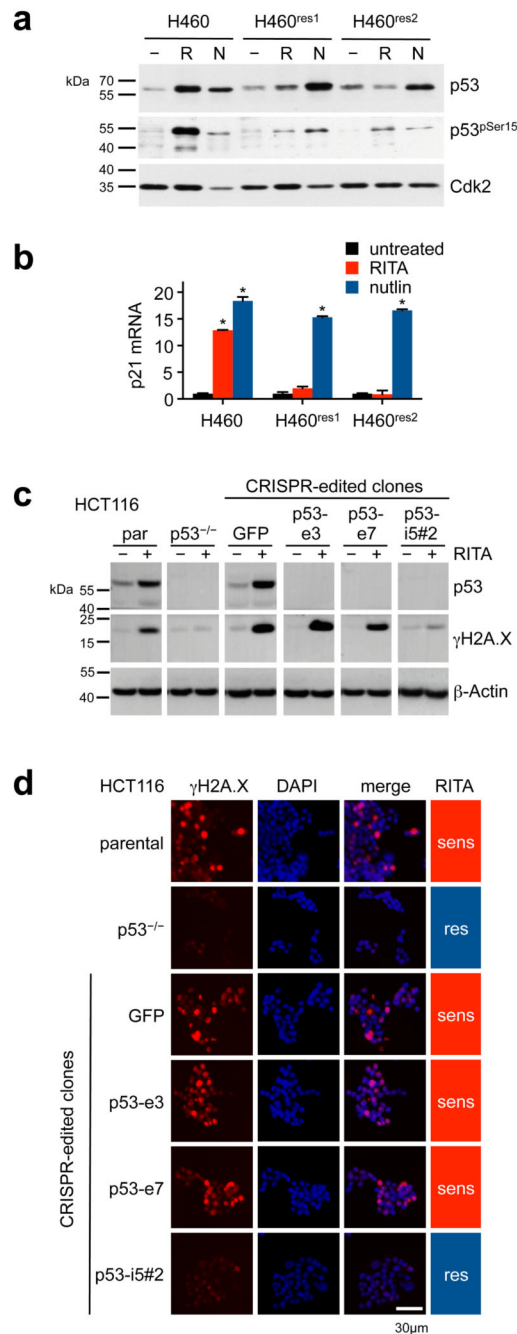 a
H460 H460res1 H460res2
– R N – R N – R N
kDa
70
55
p53
55
40
p53pSer15
40
35
Cdk2
b
untreated
RITA
nutlin
p21 mRNA
20
15
10
5
0
* * * *
H460 H460res1 H460res2
c
HCT116
CRISPR-edited clones
par p53–/– GFP p53-e3 p53-e7 p53-i5#2
– + – + – + – + – + – + RITA
kDa
55
40
p53
25
15
γH2A.X
55
40
β-Actin
d
HCT116 γH2A.X DAPI merge RITA
parental sens
p53–/– res
CRISPR-edited clones
GFP sens
p53-e3 sens
p53-e7 sens
p53-i5#2 res
30µm